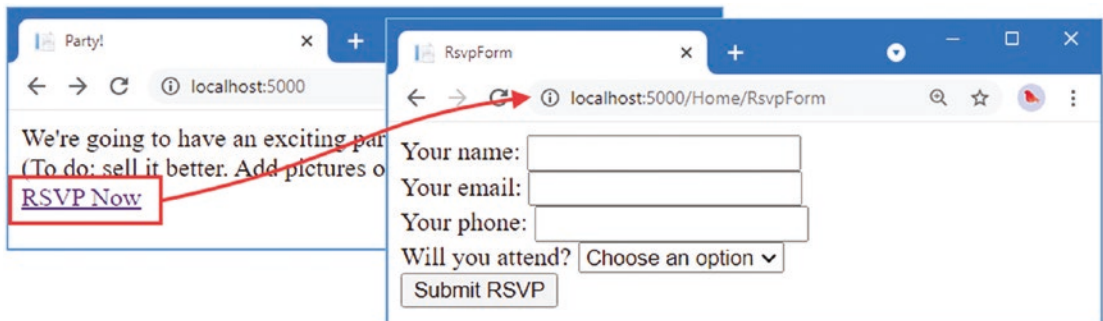 Party!
localhost:5000
We're going to have an exciting par
(To do: sell it better. Add pictures o
RSVP Now
RsvpForm
localhost:5000/Home/RsvpForm
Your name:
Your email:
Your phone:
Will you attend? Choose an option
Submit RSVP